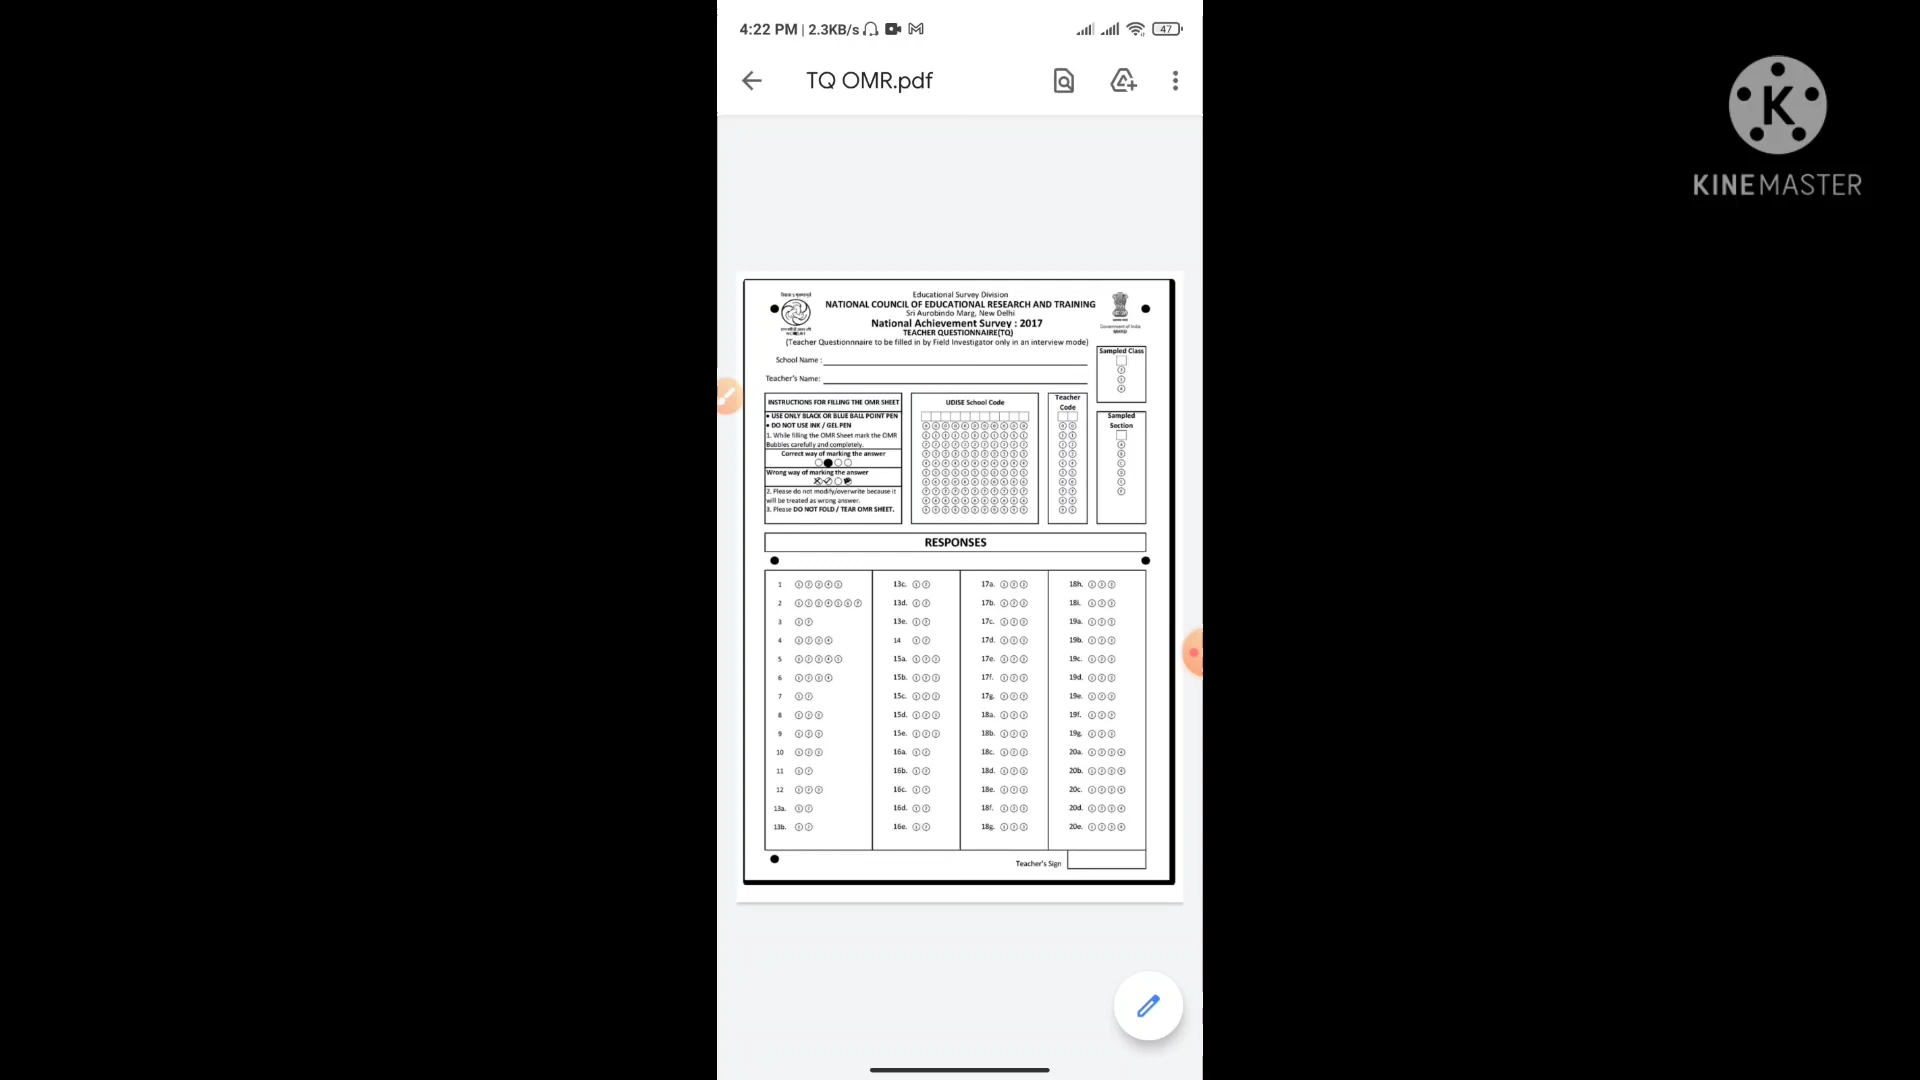 4:22 PM | 2.3KB/s 47
TQ OMR.pdf
KINEMASTER
Educational Survey Division
NATIONAL COUNCIL OF EDUCATIONAL RESEARCH AND TRAINING
Sri Aurobindo Marg, New Delhi
National Achievement Survey : 2017
TEACHER QUESTIONNAIRE(TQ)
(Teacher Questionnnaire to be filled in by Field Investigator only in an interview mode)
Government of India
MHRD
School Name :
Teacher's Name:
Sampled Class
INSTRUCTIONS FOR FILLING THE OMR SHEET
• USE ONLY BLACK OR BLUE BALL POINT PEN
• DO NOT USE INK / GEL PEN
1. While filling the OMR Sheet mark the OMR
Bubbles carefully and completely.
Correct way of marking the answer
Wrong way of marking the answer
2. Please do not modify/overwrite because it
will be treated as wrong answer.
3. Please DO NOT FOLD / TEAR OMR SHEET.
UDISE School Code
Teacher
Code
Sampled
Section
RESPONSES
1 13c. 17a. 18h.
2 13d. 17b. 18i.
3 13e. 17c. 19a.
4 14 17d. 19b.
5 15a. 17e. 19c.
6 15b. 17f. 19d.
7 15c. 17g. 19e.
8 15d. 18a. 19f.
9 15e. 18b. 19g.
10 16a. 18c. 20a.
11 16b. 18d. 20b.
12 16c. 18e. 20c.
13a. 16d. 18f. 20d.
13b. 16e. 18g. 20e.
Teacher's Sign